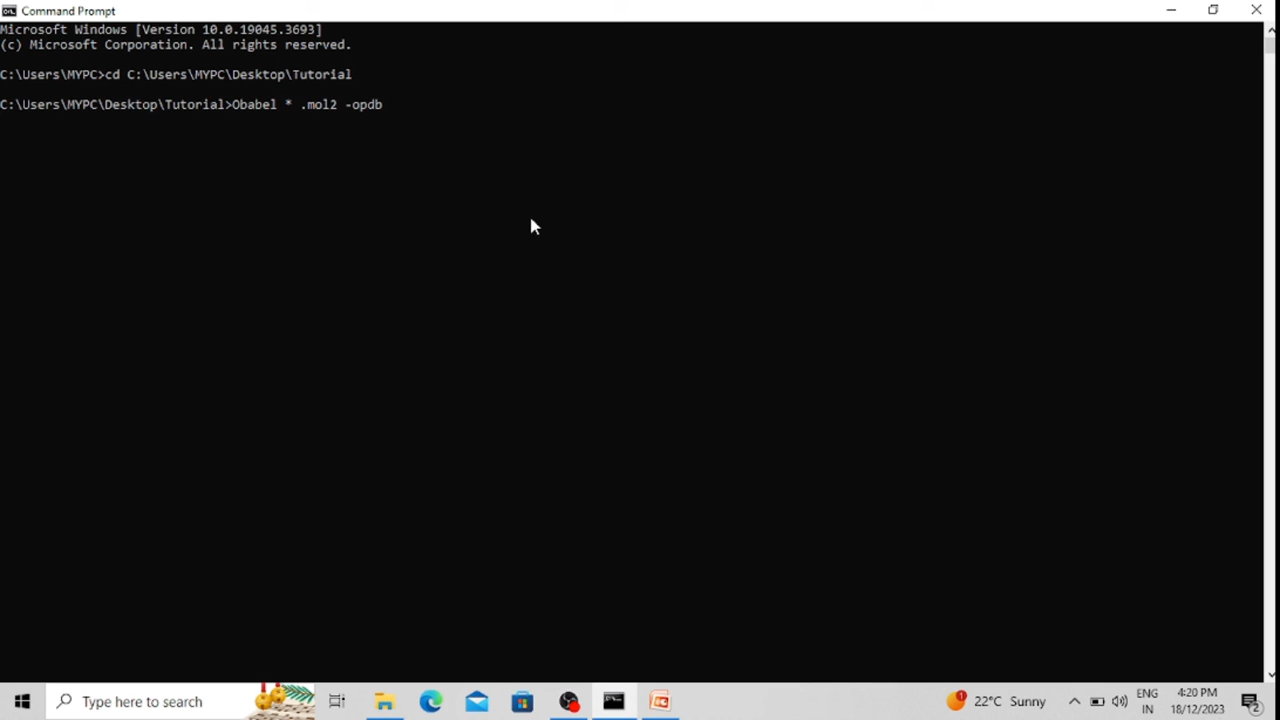 Command Prompt
Microsoft Windows [Version 10.0.19045.3693]
(c) Microsoft Corporation. All rights reserved.
C:\Users\MYPC>cd C:\Users\MYPC\Desktop\Tutorial
C:\Users\MYPC\Desktop\Tutorial>Obabel * .mol2 -opdb
Type here to search
1
22°C Sunny
ENG
IN
4:20 PM
18/12/2023
2